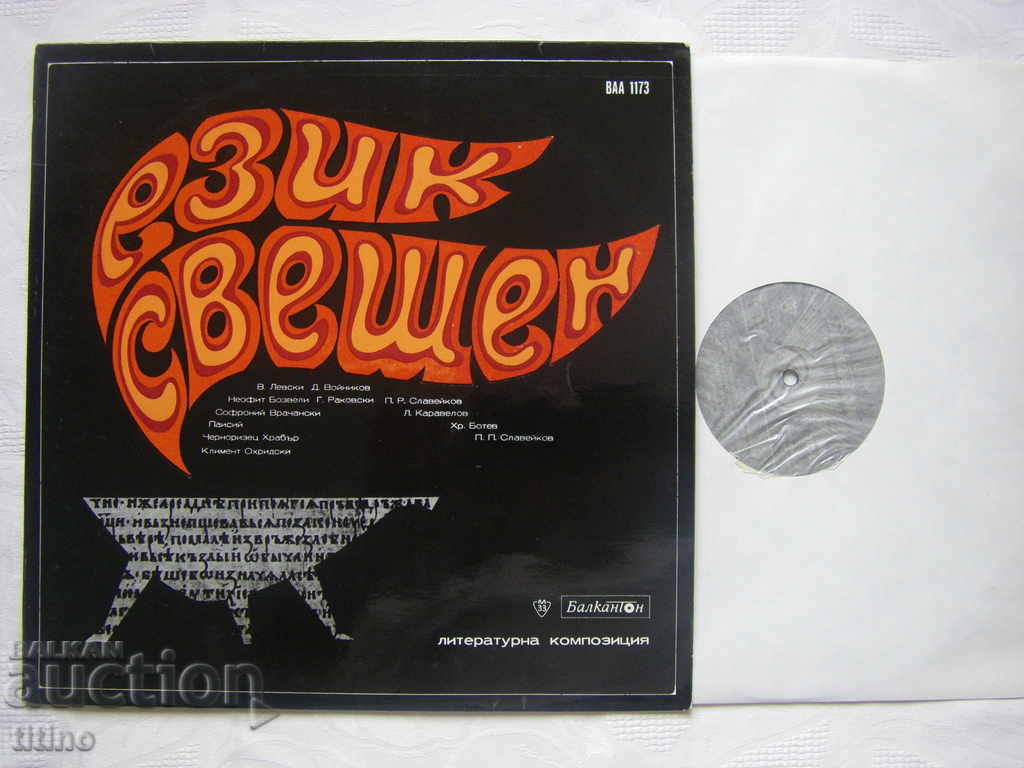 ВАА 1173
език
свещен
В. Левски Д. Войников
Неофит Бозвели Г. Раковски П. Р. Славейков
Софроний Врачански Л. Каравелов
Паисий Хр. Ботев
Черноризец Храбър П. П. Славейков
Климент Охридски
М 33 Балкантон
литературна композиция
BALKAN
auction
titino